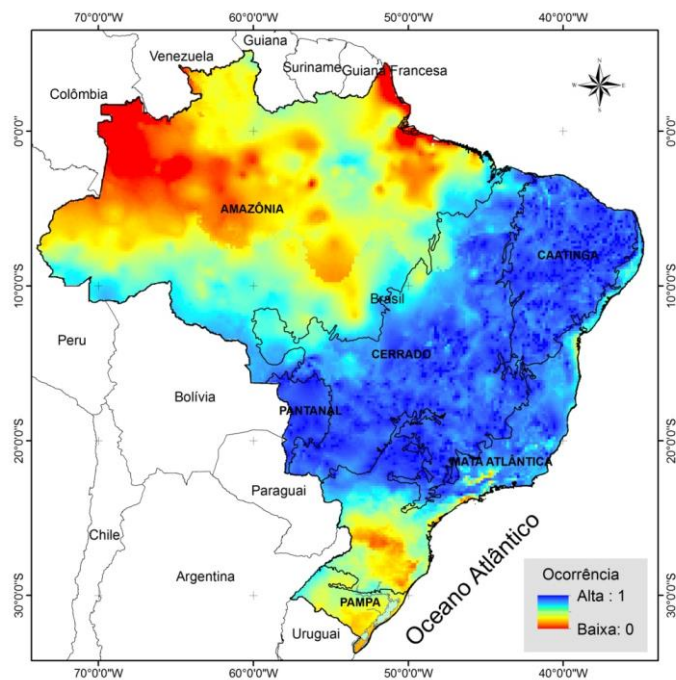 70°0'0"O 60°0'0"O 50°0'0"O 40°0'0"O
Guiana
Venezuela
Suriname
Guiana Francesa
Colômbia
N
W E
S
0°0'0" 0°0'0"
AMAZÔNIA
CAATINGA
10°0'0"S 10°0'0"S
Brasil
Peru
CERRADO
Bolívia
PANTANAL
20°0'0"S 20°0'0"S
MATA ATLÂNTICA
Paraguai
Chile
Oceano Atlântico
Argentina
Ocorrência
Alta : 1
Baixa: 0
30°0'0"S 30°0'0"S
PAMPA
Uruguai
70°0'0"O 60°0'0"O 50°0'0"O 40°0'0"O